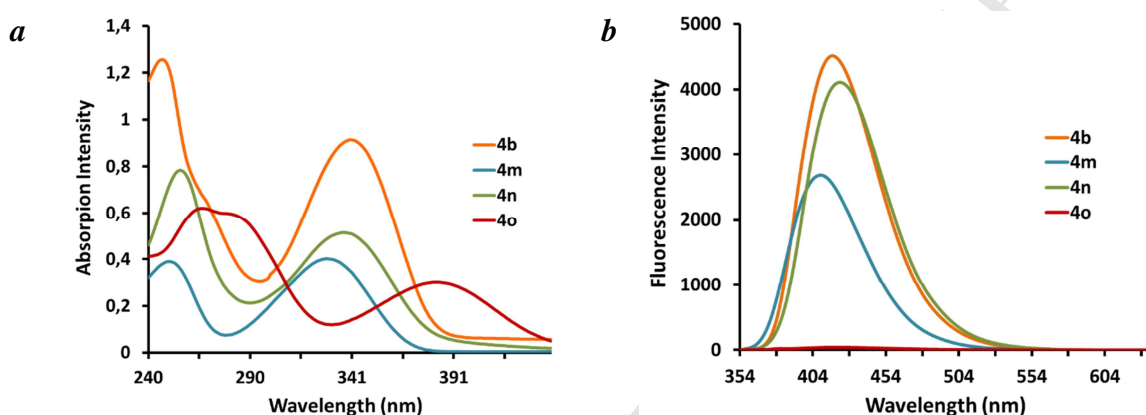 a
Absorpion Intensity
1,4
1,2
1
0,8
0,6
0,4
0,2
0
240 290 341 391
Wavelength (nm)
4b
4m
4n
4o
b
Fluorescence Intensity
5000
4000
3000
2000
1000
0
354 404 454 504 554 604
Wavelength (nm)
4b
4m
4n
4o